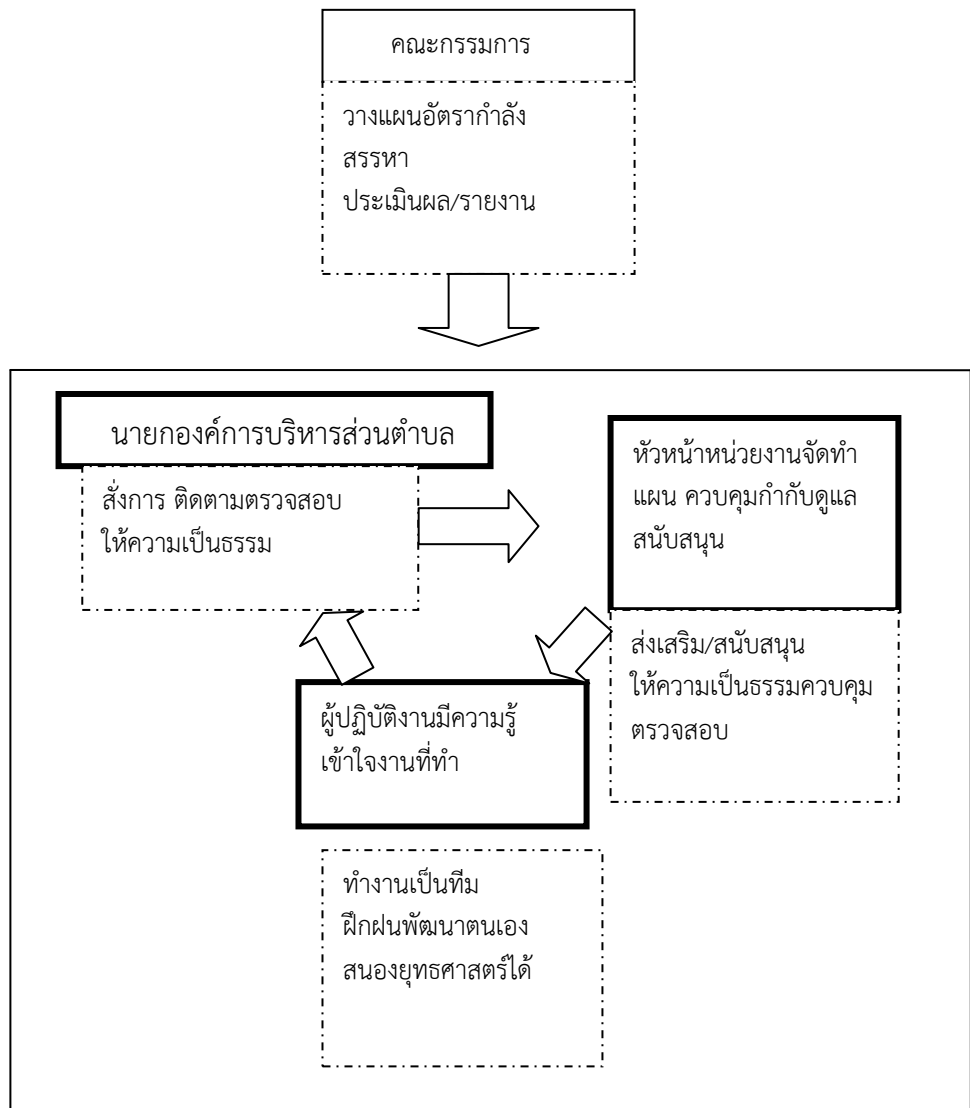 คณะกรรมการ
วางแผนอัตรากำลัง
สรรหา
ประเมินผล/รายงาน
นายกองค์การบริหารส่วนตำบล
สั่งการ ติดตามตรวจสอบ
ให้ความเป็นธรรม
หัวหน้าหน่วยงานจัดทำ
แผน ควบคุมกำกับดูแล
สนับสนุน
ส่งเสริม/สนับสนุน
ให้ความเป็นธรรมควบคุม
ตรวจสอบ
ผู้ปฏิบัติงานมีความรู้
เข้าใจงานที่ทำ
ทำงานเป็นทีม
ฝึกฝนพัฒนาตนเอง
สนองยุทธศาสตร์ได้